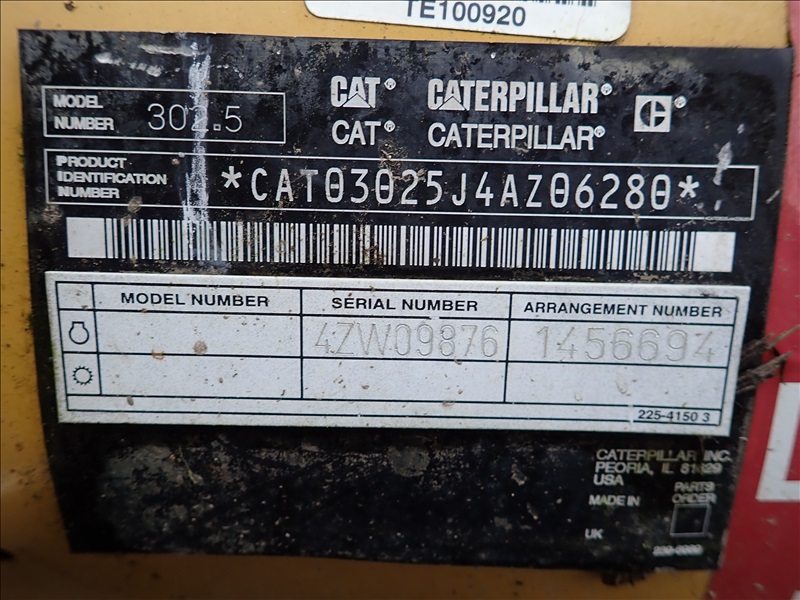 TE100920
MODEL NUMBER 302.5
CAT® CATERPILLAR®
CAT® CATERPILLAR®
PRODUCT IDENTIFICATION NUMBER *CAT03025J4AZ06280*
MODEL NUMBER SERIAL NUMBER ARRANGEMENT NUMBER
4ZW09876 1456694
225-4150 3
CATERPILLAR INC.
PEORIA, IL 61629
USA
MADE IN
UK
PARTS
ORDER